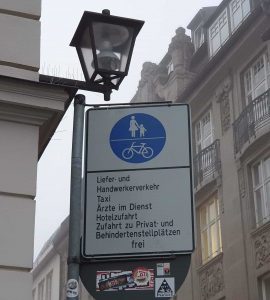 Liefer- und
Handwerkerverkehr
Taxi
Ärzte im Dienst
Hotelzufahrt
Zufahrt zu Privat- und
Behindertenstellplätzen
frei